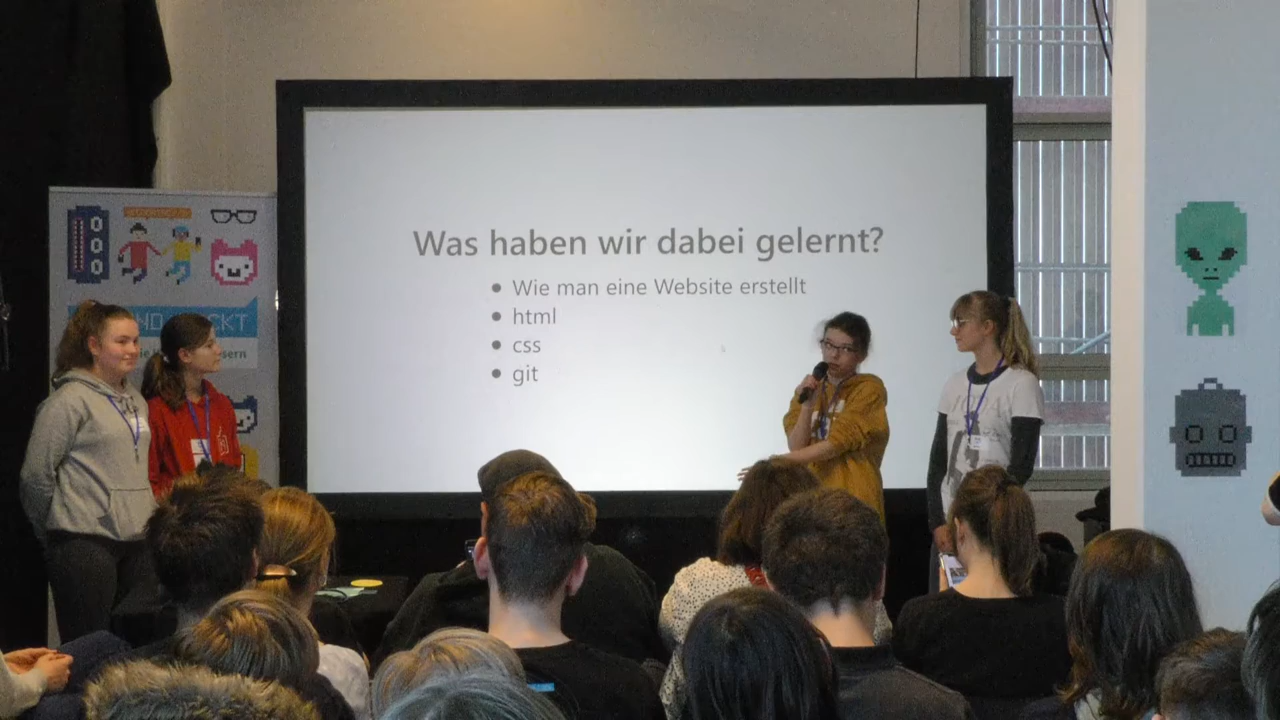 Was haben wir dabei gelernt?
• Wie man eine Website erstellt
• html
• css
• git